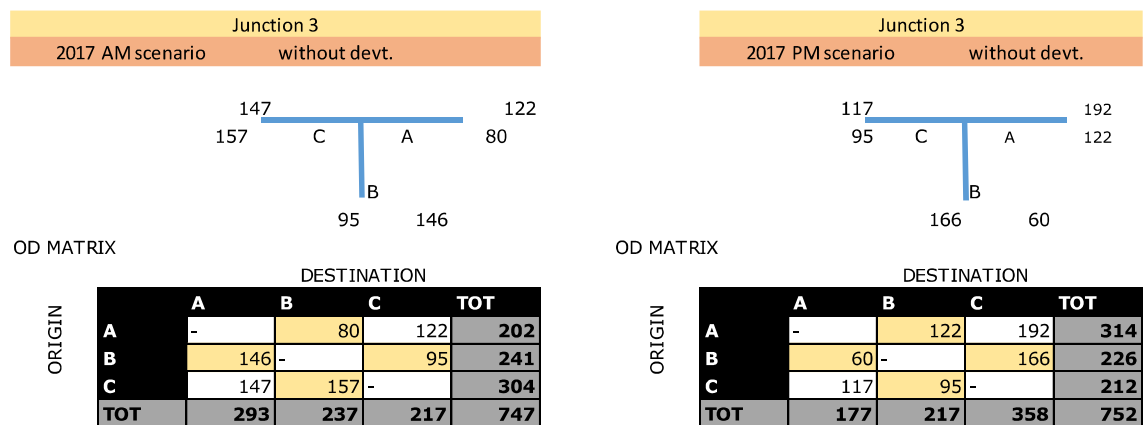 Junction 3
2017 AM scenario without devt.
147 122
157 C A 80
B
95 146
OD MATRIX
DESTINATION
ORIGIN
A B C TOT
A - 80 122 202
B 146 - 95 241
C 147 157 - 304
TOT 293 237 217 747
Junction 3
2017 PM scenario without devt.
117 192
95 C A 122
B
166 60
OD MATRIX
DESTINATION
ORIGIN
A B C TOT
A - 122 192 314
B 60 - 166 226
C 117 95 - 212
TOT 177 217 358 752